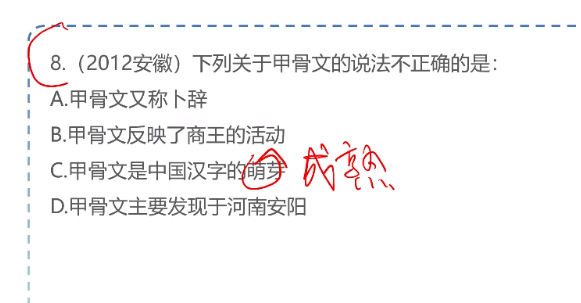 8.（2012安徽）下列关于甲骨文的说法不正确的是：
A.甲骨文又称卜辞
B.甲骨文反映了商王的活动
C.甲骨文是中国汉字的萌芽 成熟
D.甲骨文主要发现于河南安阳